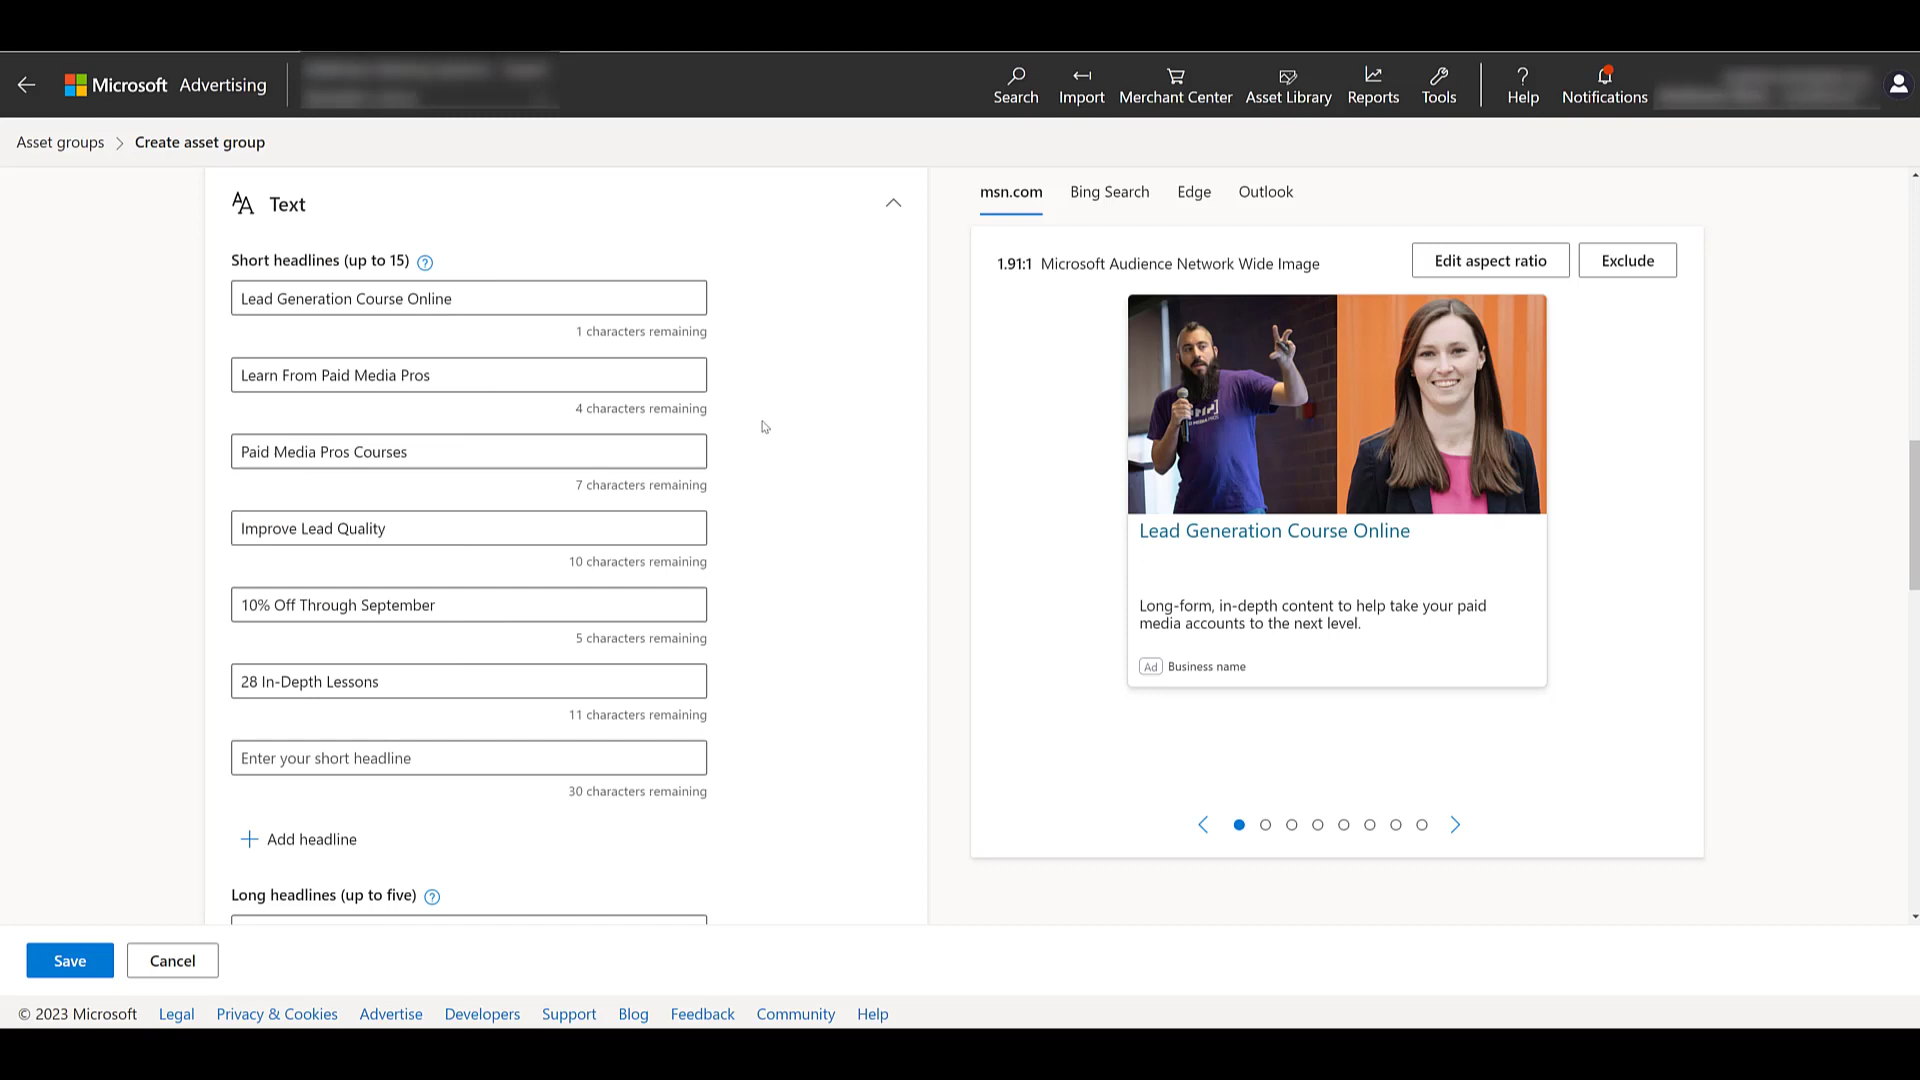 Microsoft Advertising
Search
Import
Merchant Center
Asset Library
Reports
Tools
Help
Notifications
Asset groups
Create asset group
Text
Short headlines (up to 15)
Lead Generation Course Online
1 characters remaining
Learn From Paid Media Pros
4 characters remaining
Paid Media Pros Courses
7 characters remaining
Improve Lead Quality
10 characters remaining
10% Off Through September
5 characters remaining
28 In-Depth Lessons
11 characters remaining
Enter your short headline
30 characters remaining
Add headline
Long headlines (up to five)
msn.com
Bing Search
Edge
Outlook
1.91:1 Microsoft Audience Network Wide Image
Edit aspect ratio
Exclude
Lead Generation Course Online
Long-form, in-depth content to help take your paid
media accounts to the next level.
Ad Business name
Save
Cancel
© 2023 Microsoft
Legal
Privacy & Cookies
Advertise
Developers
Support
Blog
Feedback
Community
Help